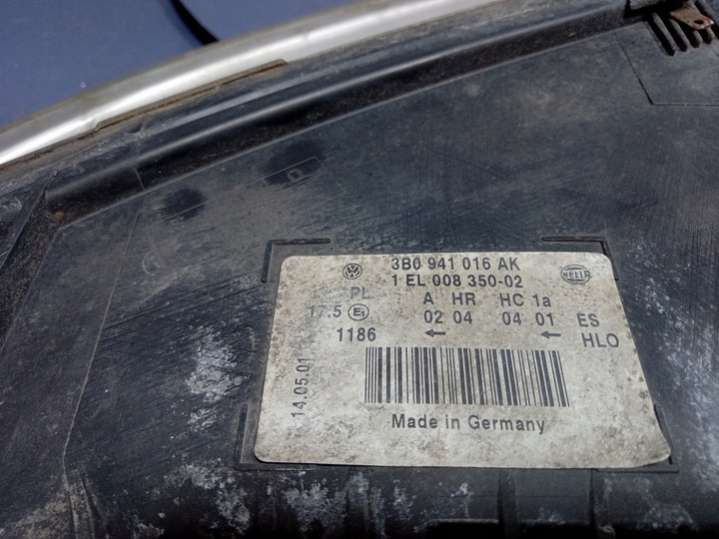 3B0 941 016 AK
1 EL 008 350-02
HELLA
PL A HR HC 1a
17.5 E1 02 04 04 01 ES
1186 ← ← HLO
14.05.01
Made in Germany